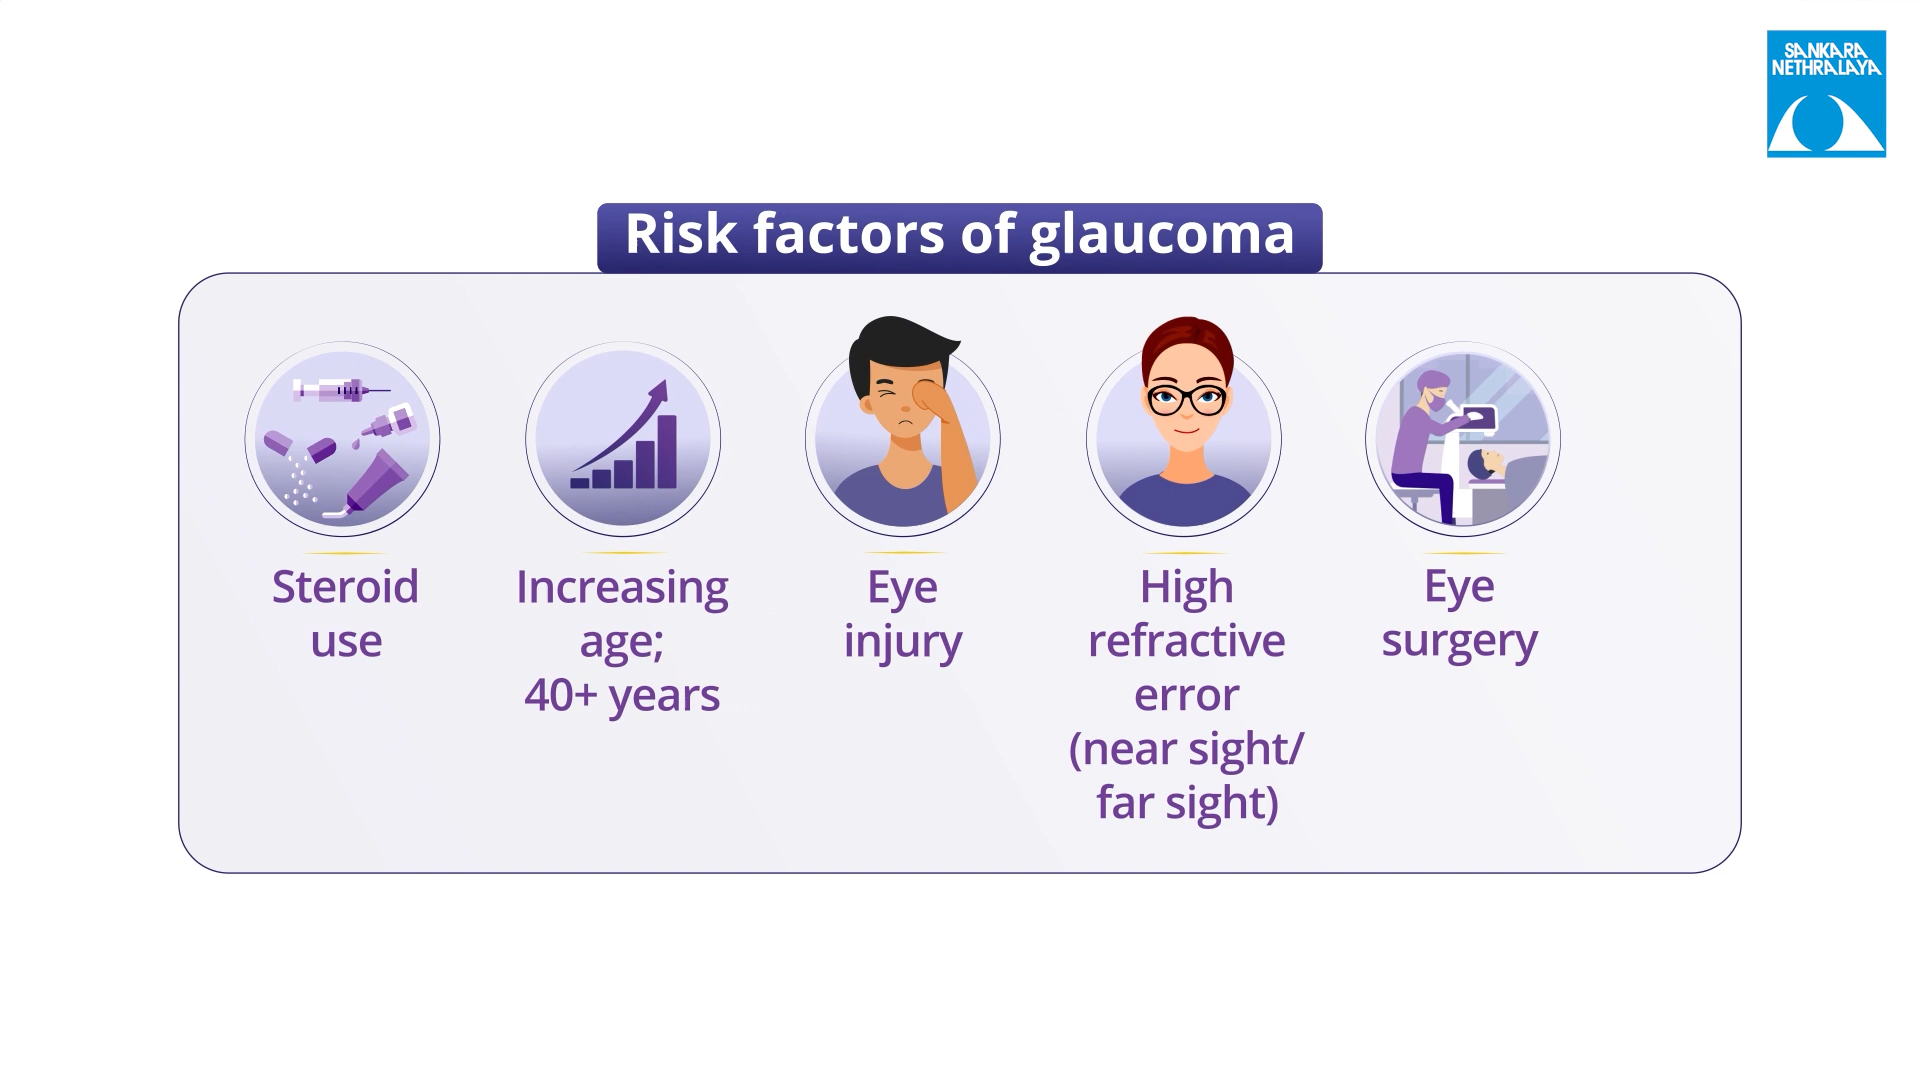 SANKARA
NETHRALAYA
Risk factors of glaucoma
Steroid
use
Increasing
age;
40+ years
Eye
injury
High
refractive
error
(near sight/
far sight)
Eye
surgery